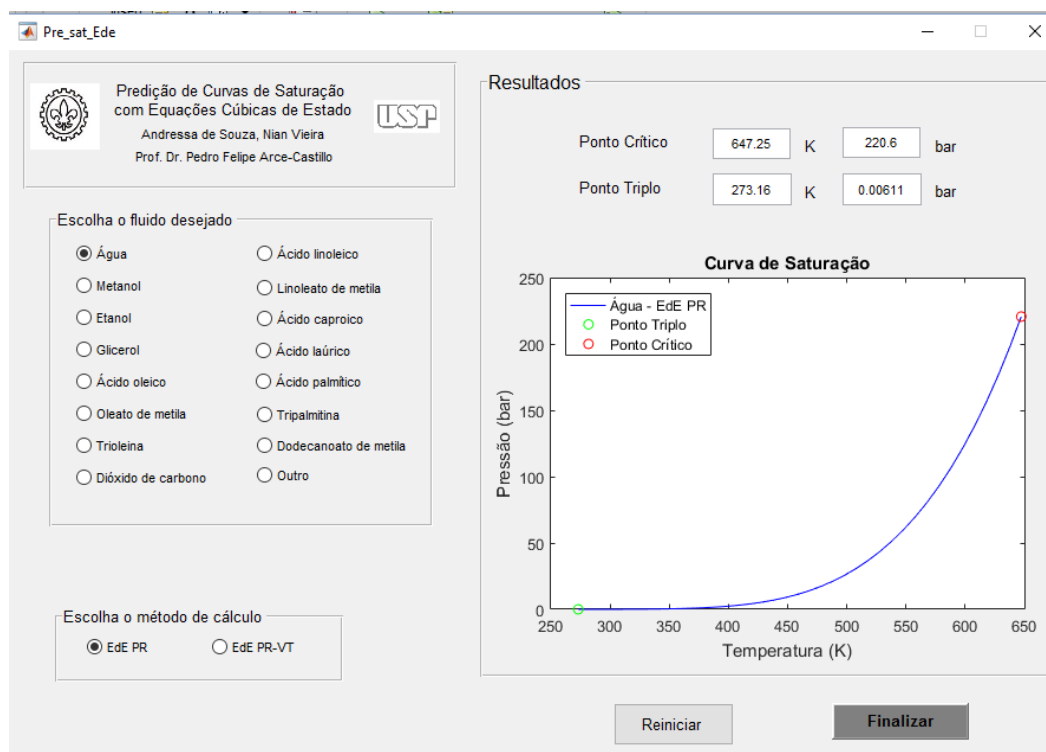 Pre_sat_Ede
Predição de Curvas de Saturação
com Equações Cúbicas de Estado
Andressa de Souza, Nian Vieira
Prof. Dr. Pedro Felipe Arce-Castillo
USP
Escolha o fluido desejado
Água
Metanol
Etanol
Glicerol
Ácido oleico
Oleato de metila
Trioleina
Dióxido de carbono
Ácido linoleico
Linoleato de metila
Ácido caproico
Ácido laúrico
Ácido palmítico
Tripalmitina
Dodecanoato de metila
Outro
Escolha o método de cálculo
EdE PR
EdE PR-VT
Resultados
Ponto Crítico 647.25 K 220.6 bar
Ponto Triplo 273.16 K 0.00611 bar
Curva de Saturação
Água - EdE PR
Ponto Triplo
Ponto Crítico
Pressão (bar)
250
200
150
100
50
0
250 300 350 400 450 500 550 600 650
Temperatura (K)
Reiniciar
Finalizar